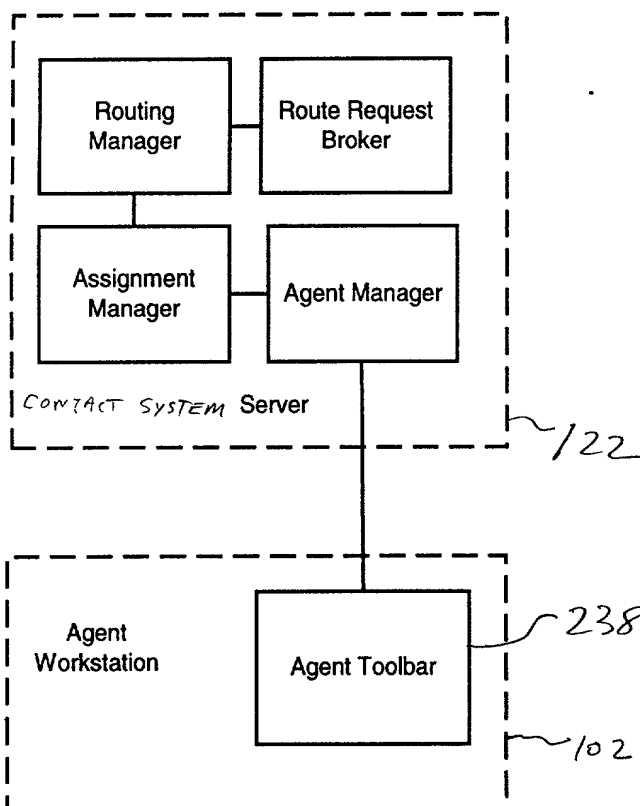 Routing
Manager
Route Request
Broker
Assignment
Manager
Agent Manager
CONTACT SYSTEM Server
122
Agent
Workstation
Agent Toolbar
238
102